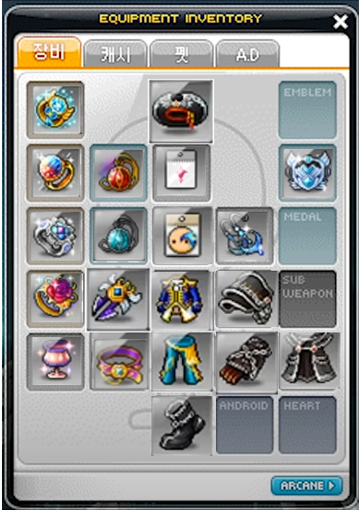 EQUIPMENT INVENTORY
장비 캐시 펫 A.D
EMBLEM
MEDAL
SUB
WEAPON
ANDROID HEART
ARCANE